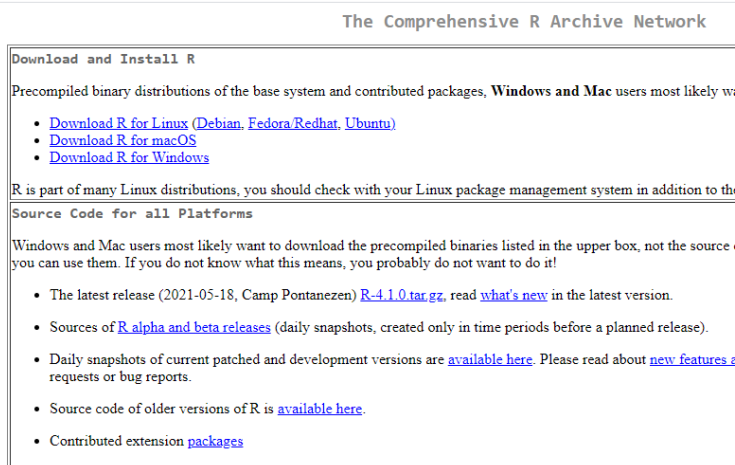 The Comprehensive R Archive Network
Download and Install R
Precompiled binary distributions of the base system and contributed packages, Windows and Mac users most likely wa
Download R for Linux (Debian, Fedora/Redhat, Ubuntu)
Download R for macOS
Download R for Windows
R is part of many Linux distributions, you should check with your Linux package management system in addition to the
Source Code for all Platforms
Windows and Mac users most likely want to download the precompiled binaries listed in the upper box, not the source
you can use them. If you do not know what this means, you probably do not want to do it!
The latest release (2021-05-18, Camp Pontanezen) R-4.1.0.tar.gz, read what's new in the latest version.
Sources of R alpha and beta releases (daily snapshots, created only in time periods before a planned release).
Daily snapshots of current patched and development versions are available here. Please read about new features a
requests or bug reports.
Source code of older versions of R is available here.
Contributed extension packages